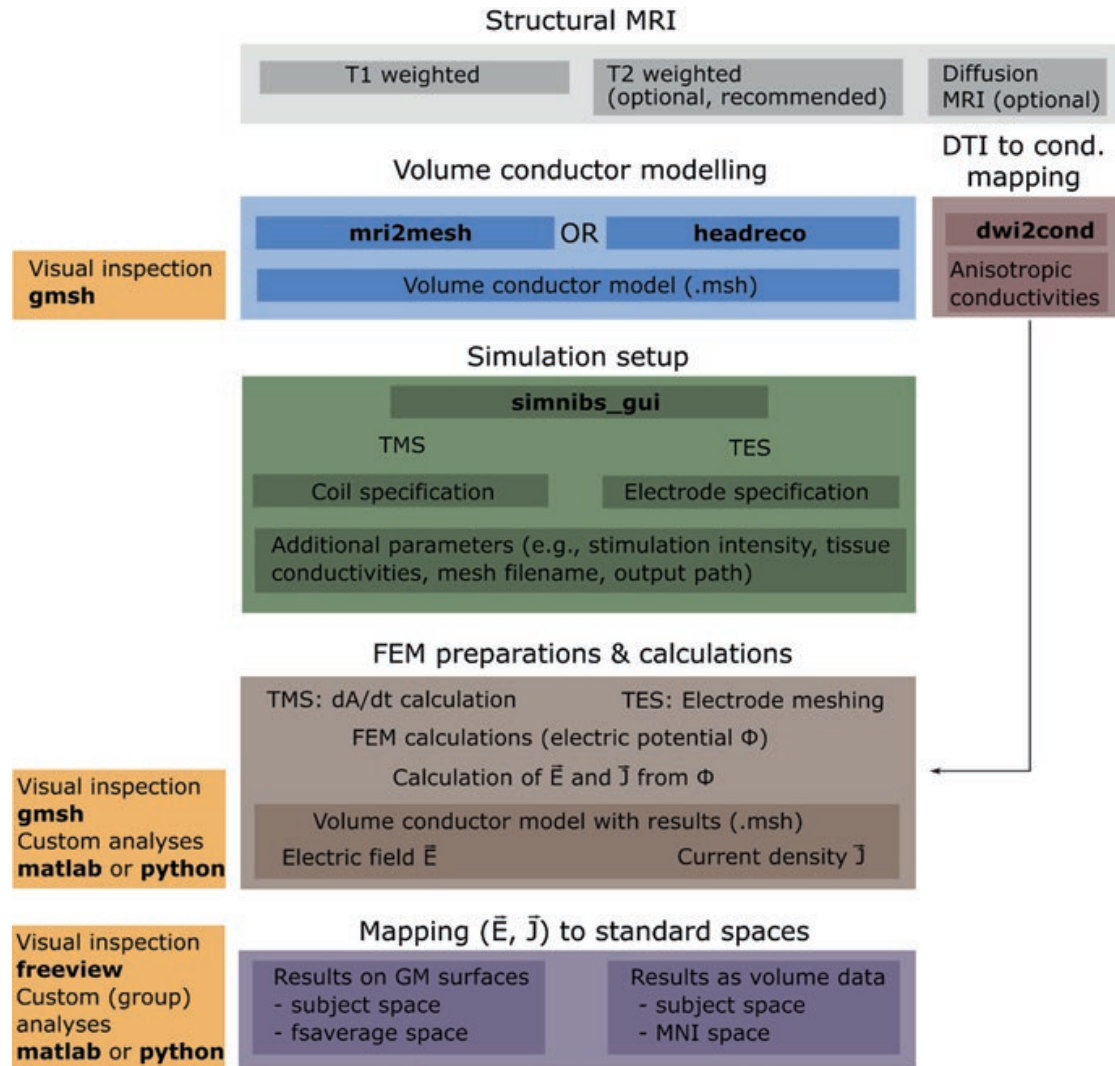 Structural MRI
T1 weighted
T2 weighted
(optional, recommended)
Diffusion
MRI (optional)
Volume conductor modelling
DTI to cond.
mapping
mri2mesh OR headreco
Volume conductor model (.msh)
dwi2cond
Anisotropic
conductivities
Visual inspection
gmsh
Simulation setup
simnibs_gui
TMS
TES
Coil specification
Electrode specification
Additional parameters (e.g., stimulation intensity, tissue
conductivities, mesh filename, output path)
FEM preparations & calculations
TMS: dA/dt calculation
TES: Electrode meshing
FEM calculations (electric potential Φ)
Calculation of E⃗ and J⃗ from Φ
Volume conductor model with results (.msh)
Electric field E⃗
Current density J⃗
Visual inspection
gmsh
Custom analyses
matlab or python
Mapping (E⃗, J⃗) to standard spaces
Results on GM surfaces
- subject space
- fsaverage space
Results as volume data
- subject space
- MNI space
Visual inspection
freeview
Custom (group)
analyses
matlab or python